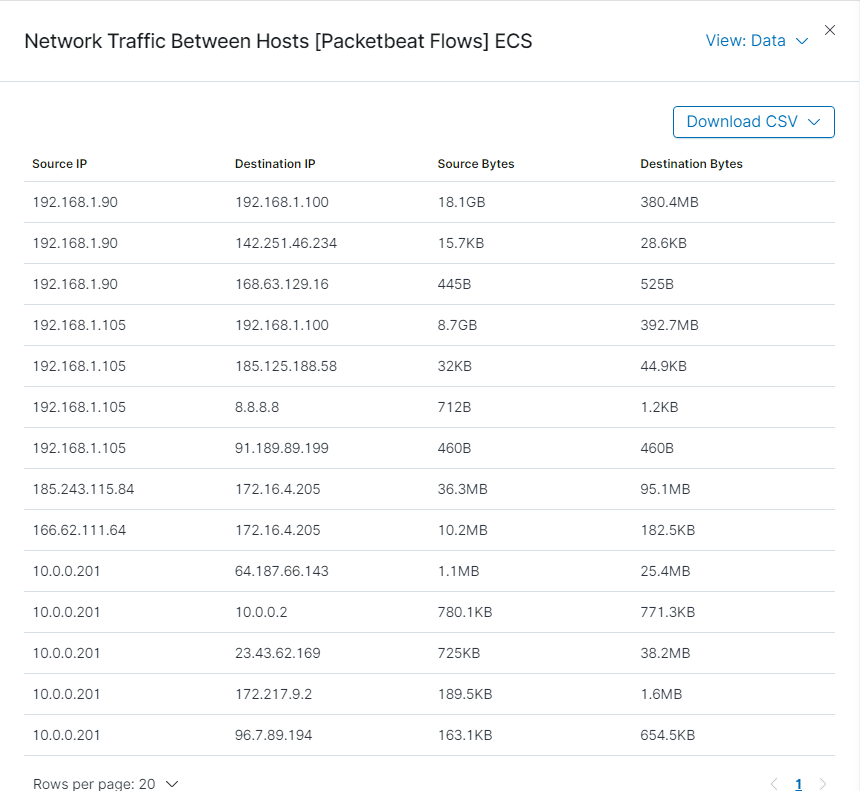 Network Traffic Between Hosts [Packetbeat Flows] ECS View: Data
Download CSV
Source IP Destination IP Source Bytes Destination Bytes
192.168.1.90 192.168.1.100 18.1GB 380.4MB
192.168.1.90 142.251.46.234 15.7KB 28.6KB
192.168.1.90 168.63.129.16 445B 525B
192.168.1.105 192.168.1.100 8.7GB 392.7MB
192.168.1.105 185.125.188.58 32KB 44.9KB
192.168.1.105 8.8.8.8 712B 1.2KB
192.168.1.105 91.189.89.199 460B 460B
185.243.115.84 172.16.4.205 36.3MB 95.1MB
166.62.111.64 172.16.4.205 10.2MB 182.5KB
10.0.0.201 64.187.66.143 1.1MB 25.4MB
10.0.0.201 10.0.0.2 780.1KB 771.3KB
10.0.0.201 23.43.62.169 725KB 38.2MB
10.0.0.201 172.217.9.2 189.5KB 1.6MB
10.0.0.201 96.7.89.194 163.1KB 654.5KB
Rows per page: 20 1